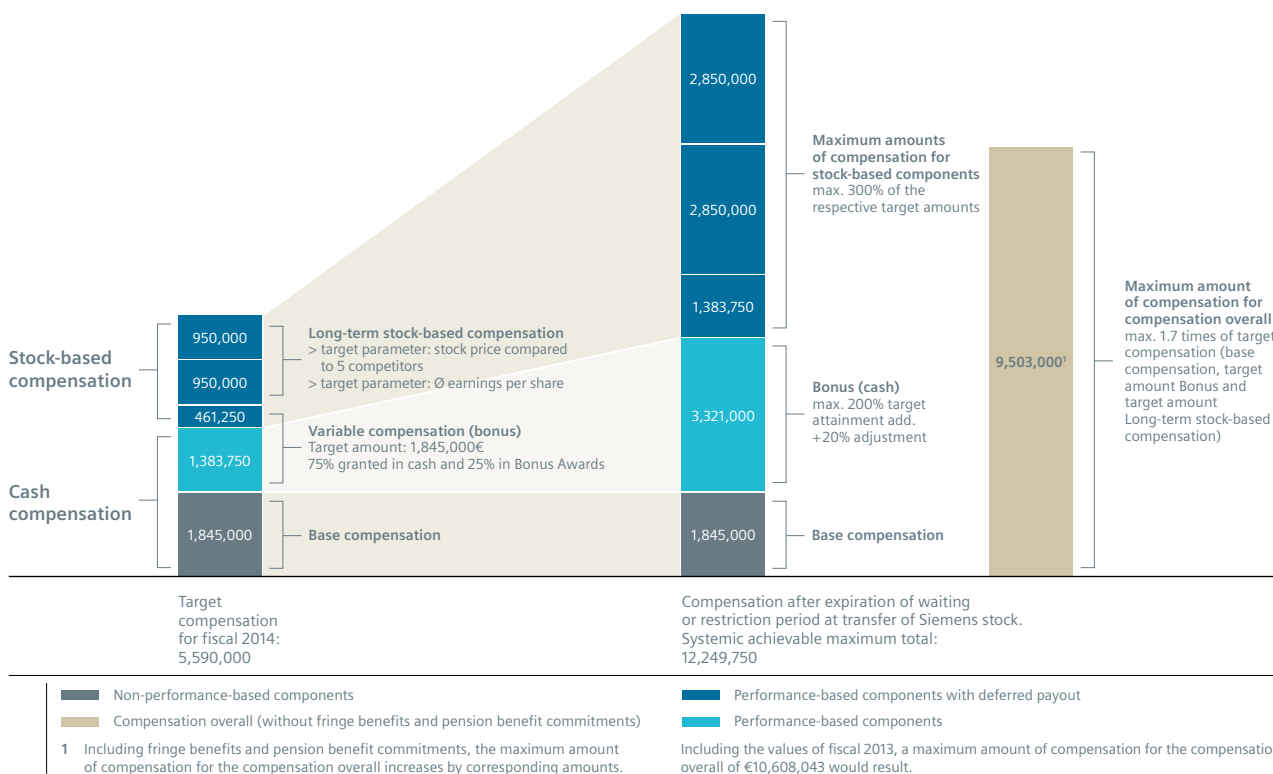 Stock-based
compensation
Cash
compensation
950,000
950,000
461,250
1,383,750
1,845,000
Long-term stock-based compensation
> target parameter: stock price compared
to 5 competitors
> target parameter: Ø earnings per share
Variable compensation (bonus)
Target amount: 1,845,000€
75% granted in cash and 25% in Bonus Awards
Base compensation
2,850,000
2,850,000
1,383,750
3,321,000
1,845,000
Maximum amounts
of compensation for
stock-based components
max. 300% of the
respective target amounts
Bonus (cash)
max. 200% target
attainment add.
+20% adjustment
Base compensation
9,503,000¹
Maximum amount
of compensation for
compensation overall
max. 1.7 times of target
compensation (base
compensation, target
amount Bonus and
target amount
Long-term stock-based
compensation)
Target
compensation
for fiscal 2014:
5,590,000
Compensation after expiration of waiting
or restriction period at transfer of Siemens stock.
Systemic achievable maximum total:
12,249,750
Non-performance-based components
Compensation overall (without fringe benefits and pension benefit commitments)
Performance-based components with deferred payout
Performance-based components
1 Including fringe benefits and pension benefit commitments, the maximum amount
of compensation for the compensation overall increases by corresponding amounts.
Including the values of fiscal 2013, a maximum amount of compensation for the compensatio
overall of €10,608,043 would result.